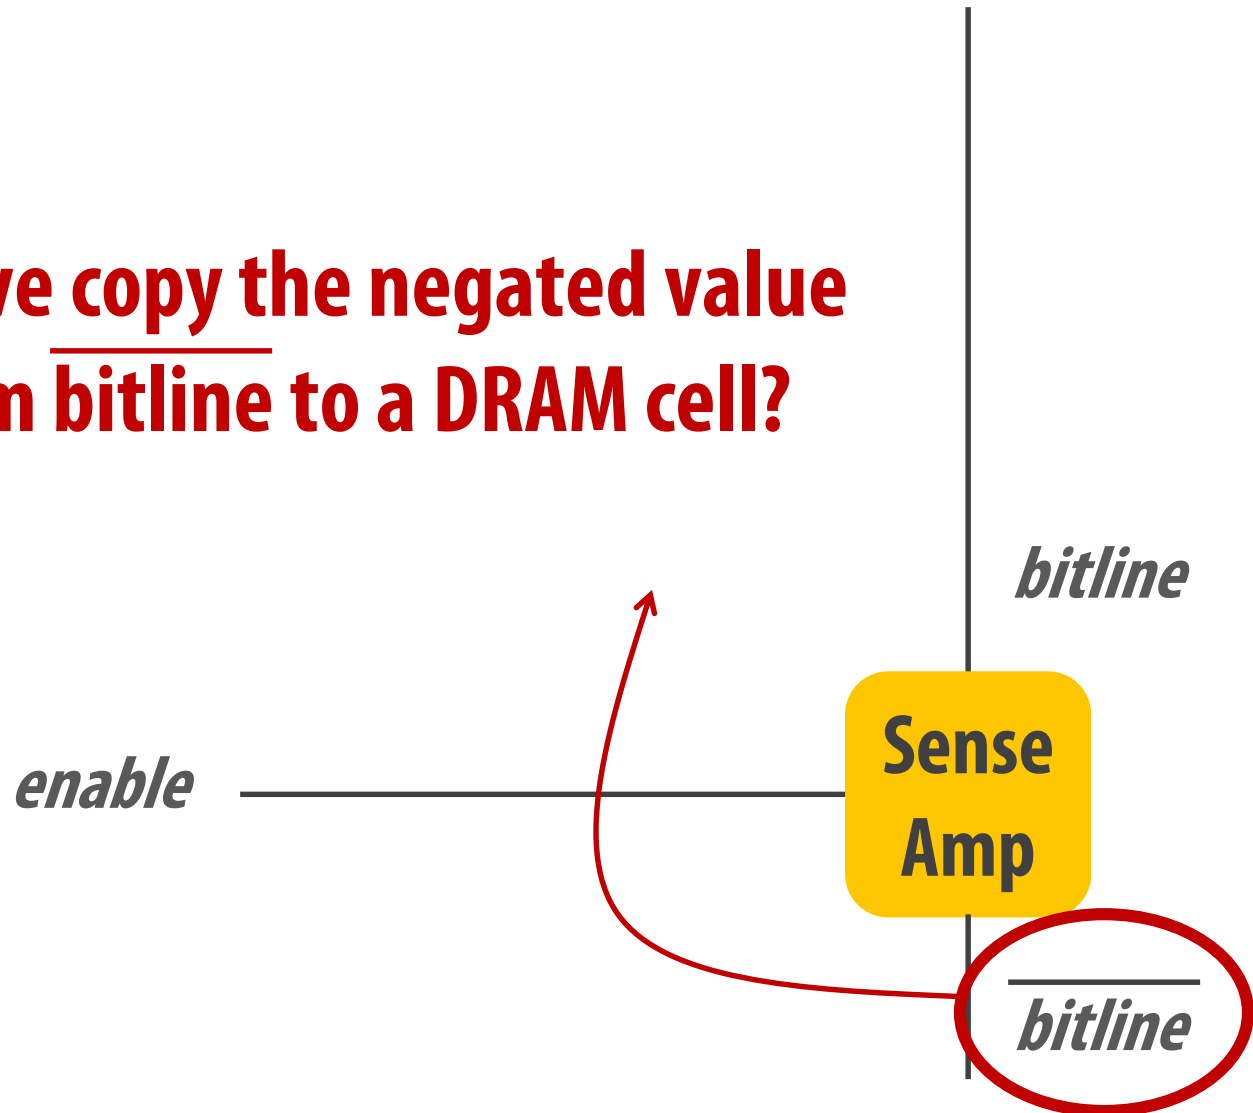 ve copy the negated value
m bitline to a DRAM cell?
bitline
Sense
enable
Amp
bitline